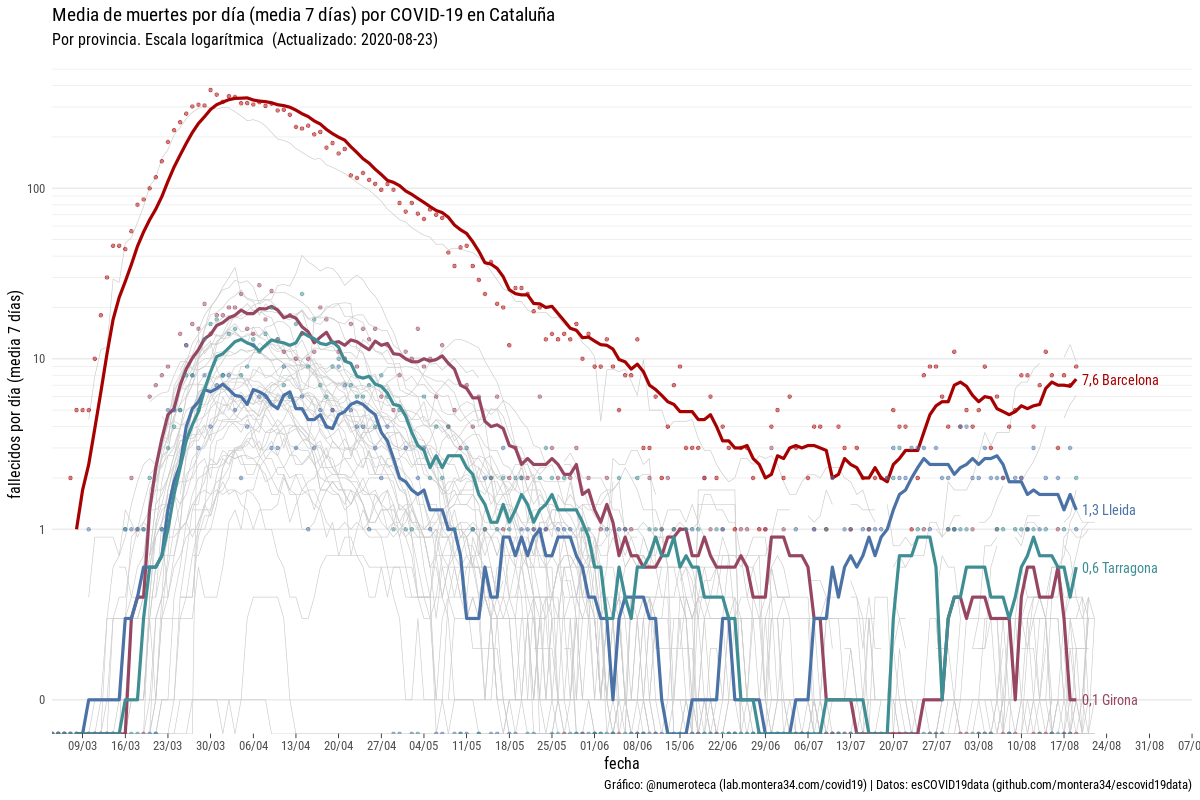 Media de muertes por día (media 7 días) por COVID-19 en Cataluña
Por provincia. Escala logarítmica  (Actualizado: 2020-08-23)
fallecidos por día (media 7 días)
100
10
1
0
7,6 Barcelona
1,3 Lleida
0,6 Tarragona
0,1 Girona
09/03 16/03 23/03 30/03 06/04 13/04 20/04 27/04 04/05 11/05 18/05 25/05 01/06 08/06 15/06 22/06 29/06 06/07 13/07 20/07 27/07 03/08 10/08 17/08 24/08 31/08 07/0
fecha
Gráfico: @numeroteca (lab.montera34.com/covid19) | Datos: esCOVID19data (github.com/montera34/escovid19data)